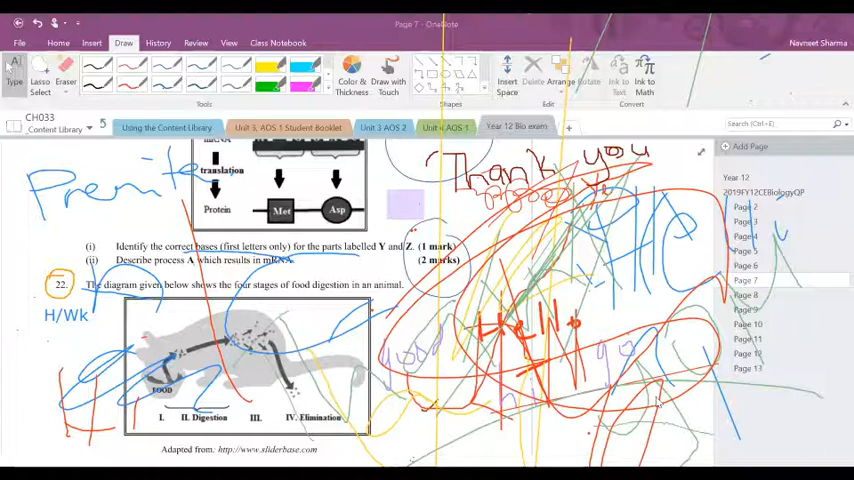 Page 7 - OneNote
Navneet Sharma
File Home Insert Draw History Review View Class Notebook
Type Lasso Select Eraser Color & Thickness Draw with Touch Insert Space Delete Arrange Rotate Ink to Text Ink to Math
Tools Shapes Edit Convert
CH033 _Content Library
Using the Content Library Unit 3, AOS 1 Student Booklet Unit 3 AOS 2 Unit 4 AOS 1 Year 12 Bio exam
Search (Ctrl+E)
Add Page
Year 12
2019FY12CEBiologyQP
Page 2
Page 3
Page 4
Page 5
Page 6
Page 7
Page 8
Page 9
Page 10
Page 11
Page 12
Page 13
mRNA
translation
Protein Met Asp
Thank you
(i) Identify the correct bases (first letters only) for the parts labelled Y and Z. (1 mark)
(ii) Describe process A which results in mRNA. (2 marks)
22. The diagram given below shows the four stages of food digestion in an animal.
H/Wk
FOOD
I. II. Digestion III. IV. Elimination
Hello
good
hi
Adapted from: http://www.sliderbase.com